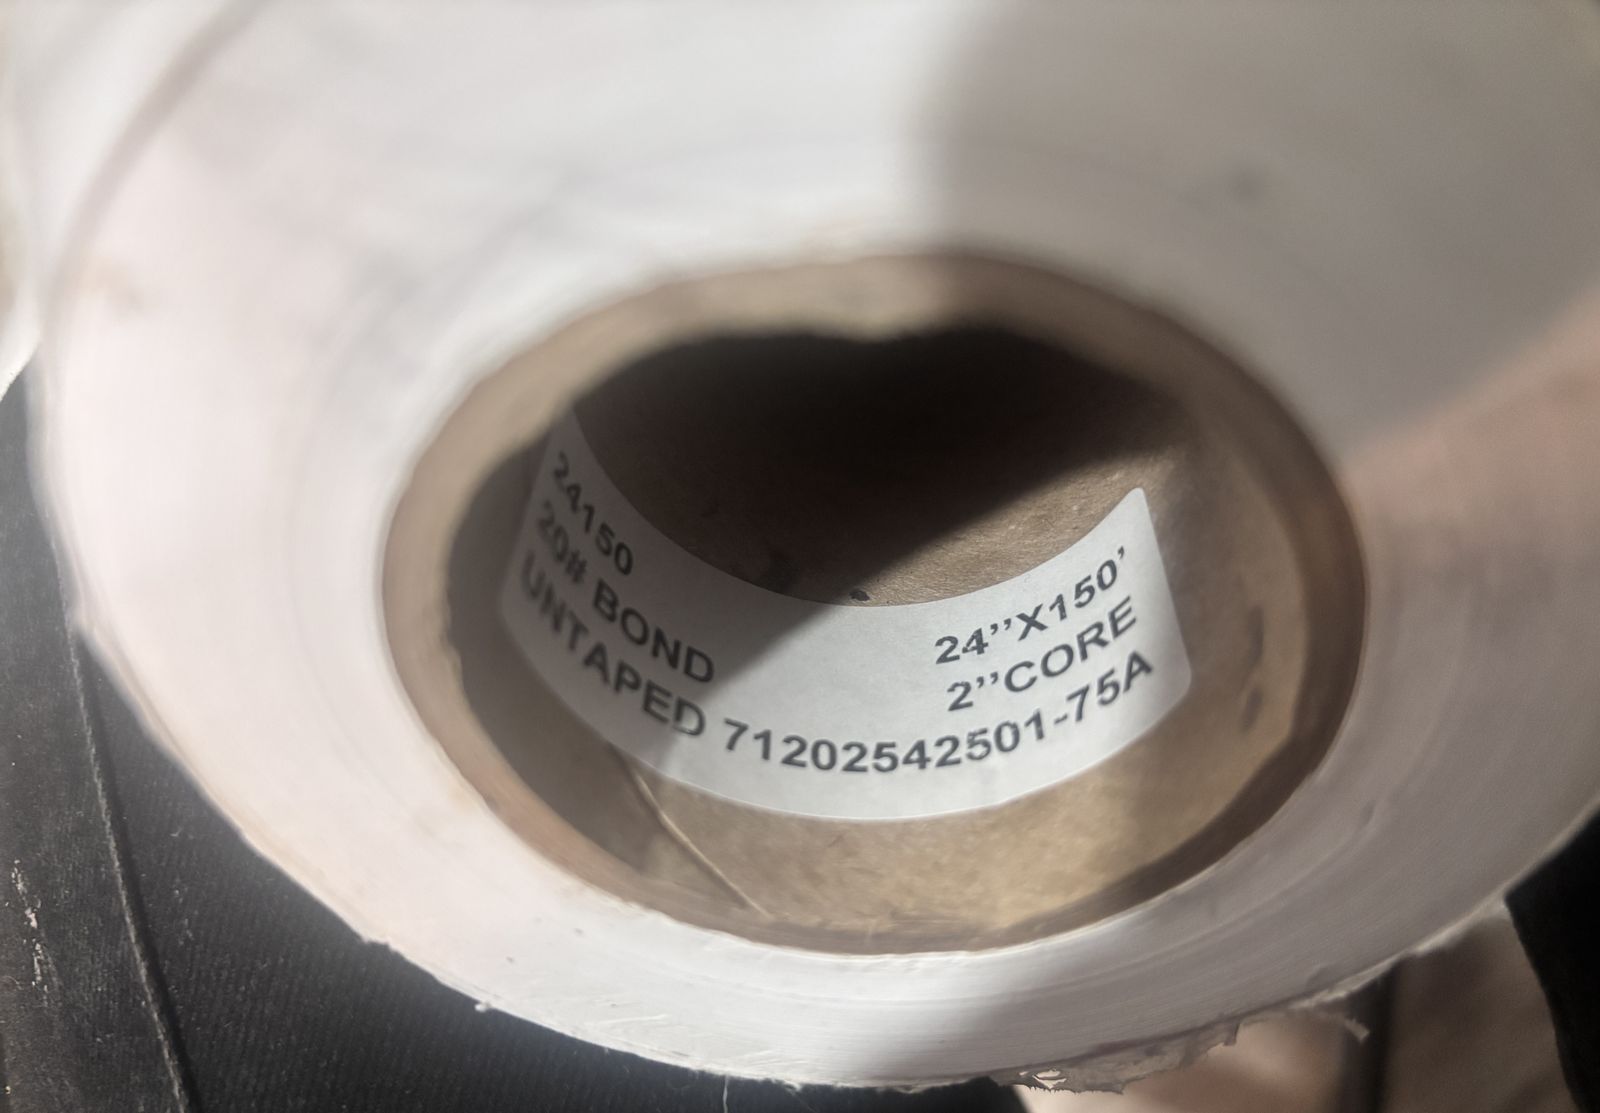 24150 24''X150'
20# BOND 2''CORE
UNTAPED 71202542501-75A